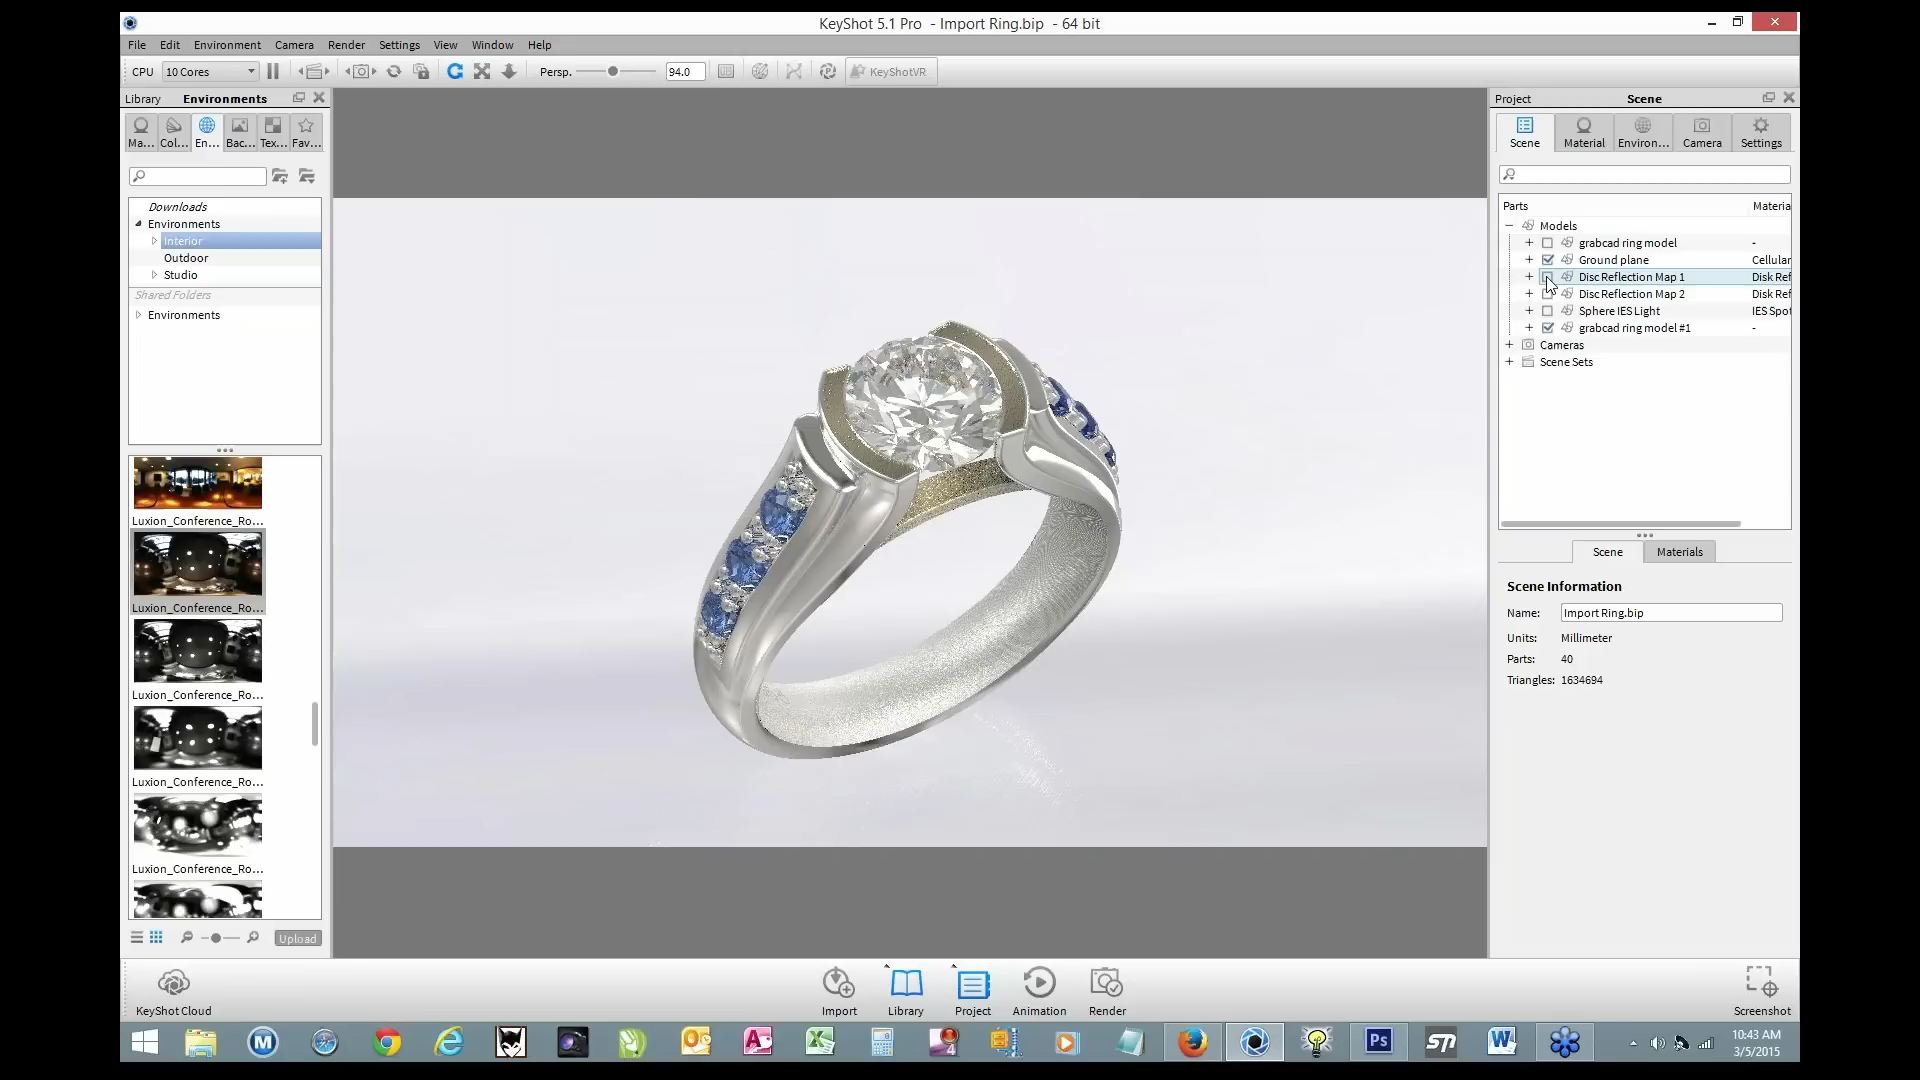 KeyShot 5.1 Pro - Import Ring.bip - 64 bit
File Edit Environment Camera Render Settings View Window Help
CPU 10 Cores Persp. 94.0 KeyShotVR
Library Environments
Ma... Col... En... Bac... Tex... Fav...
Downloads
Environments
Interior
Outdoor
Studio
Shared Folders
Environments
Luxion_Conference_Ro...
Luxion_Conference_Ro...
Luxion_Conference_Ro...
Luxion_Conference_Ro...
Luxion_Conference_Ro...
Upload
Project Scene
Scene Material Environ... Camera Settings
Parts Materia
Models
grabcad ring model -
Ground plane Cellular
Disc Reflection Map 1 Disk Ref
Disc Reflection Map 2 Disk Ref
Sphere IES Light IES Spot
grabcad ring model #1 -
Cameras
Scene Sets
Scene Materials
Scene Information
Name: Import Ring.bip
Units: Millimeter
Parts: 40
Triangles: 1634694
KeyShot Cloud Import Library Project Animation Render Screenshot
10:43 AM
3/5/2015